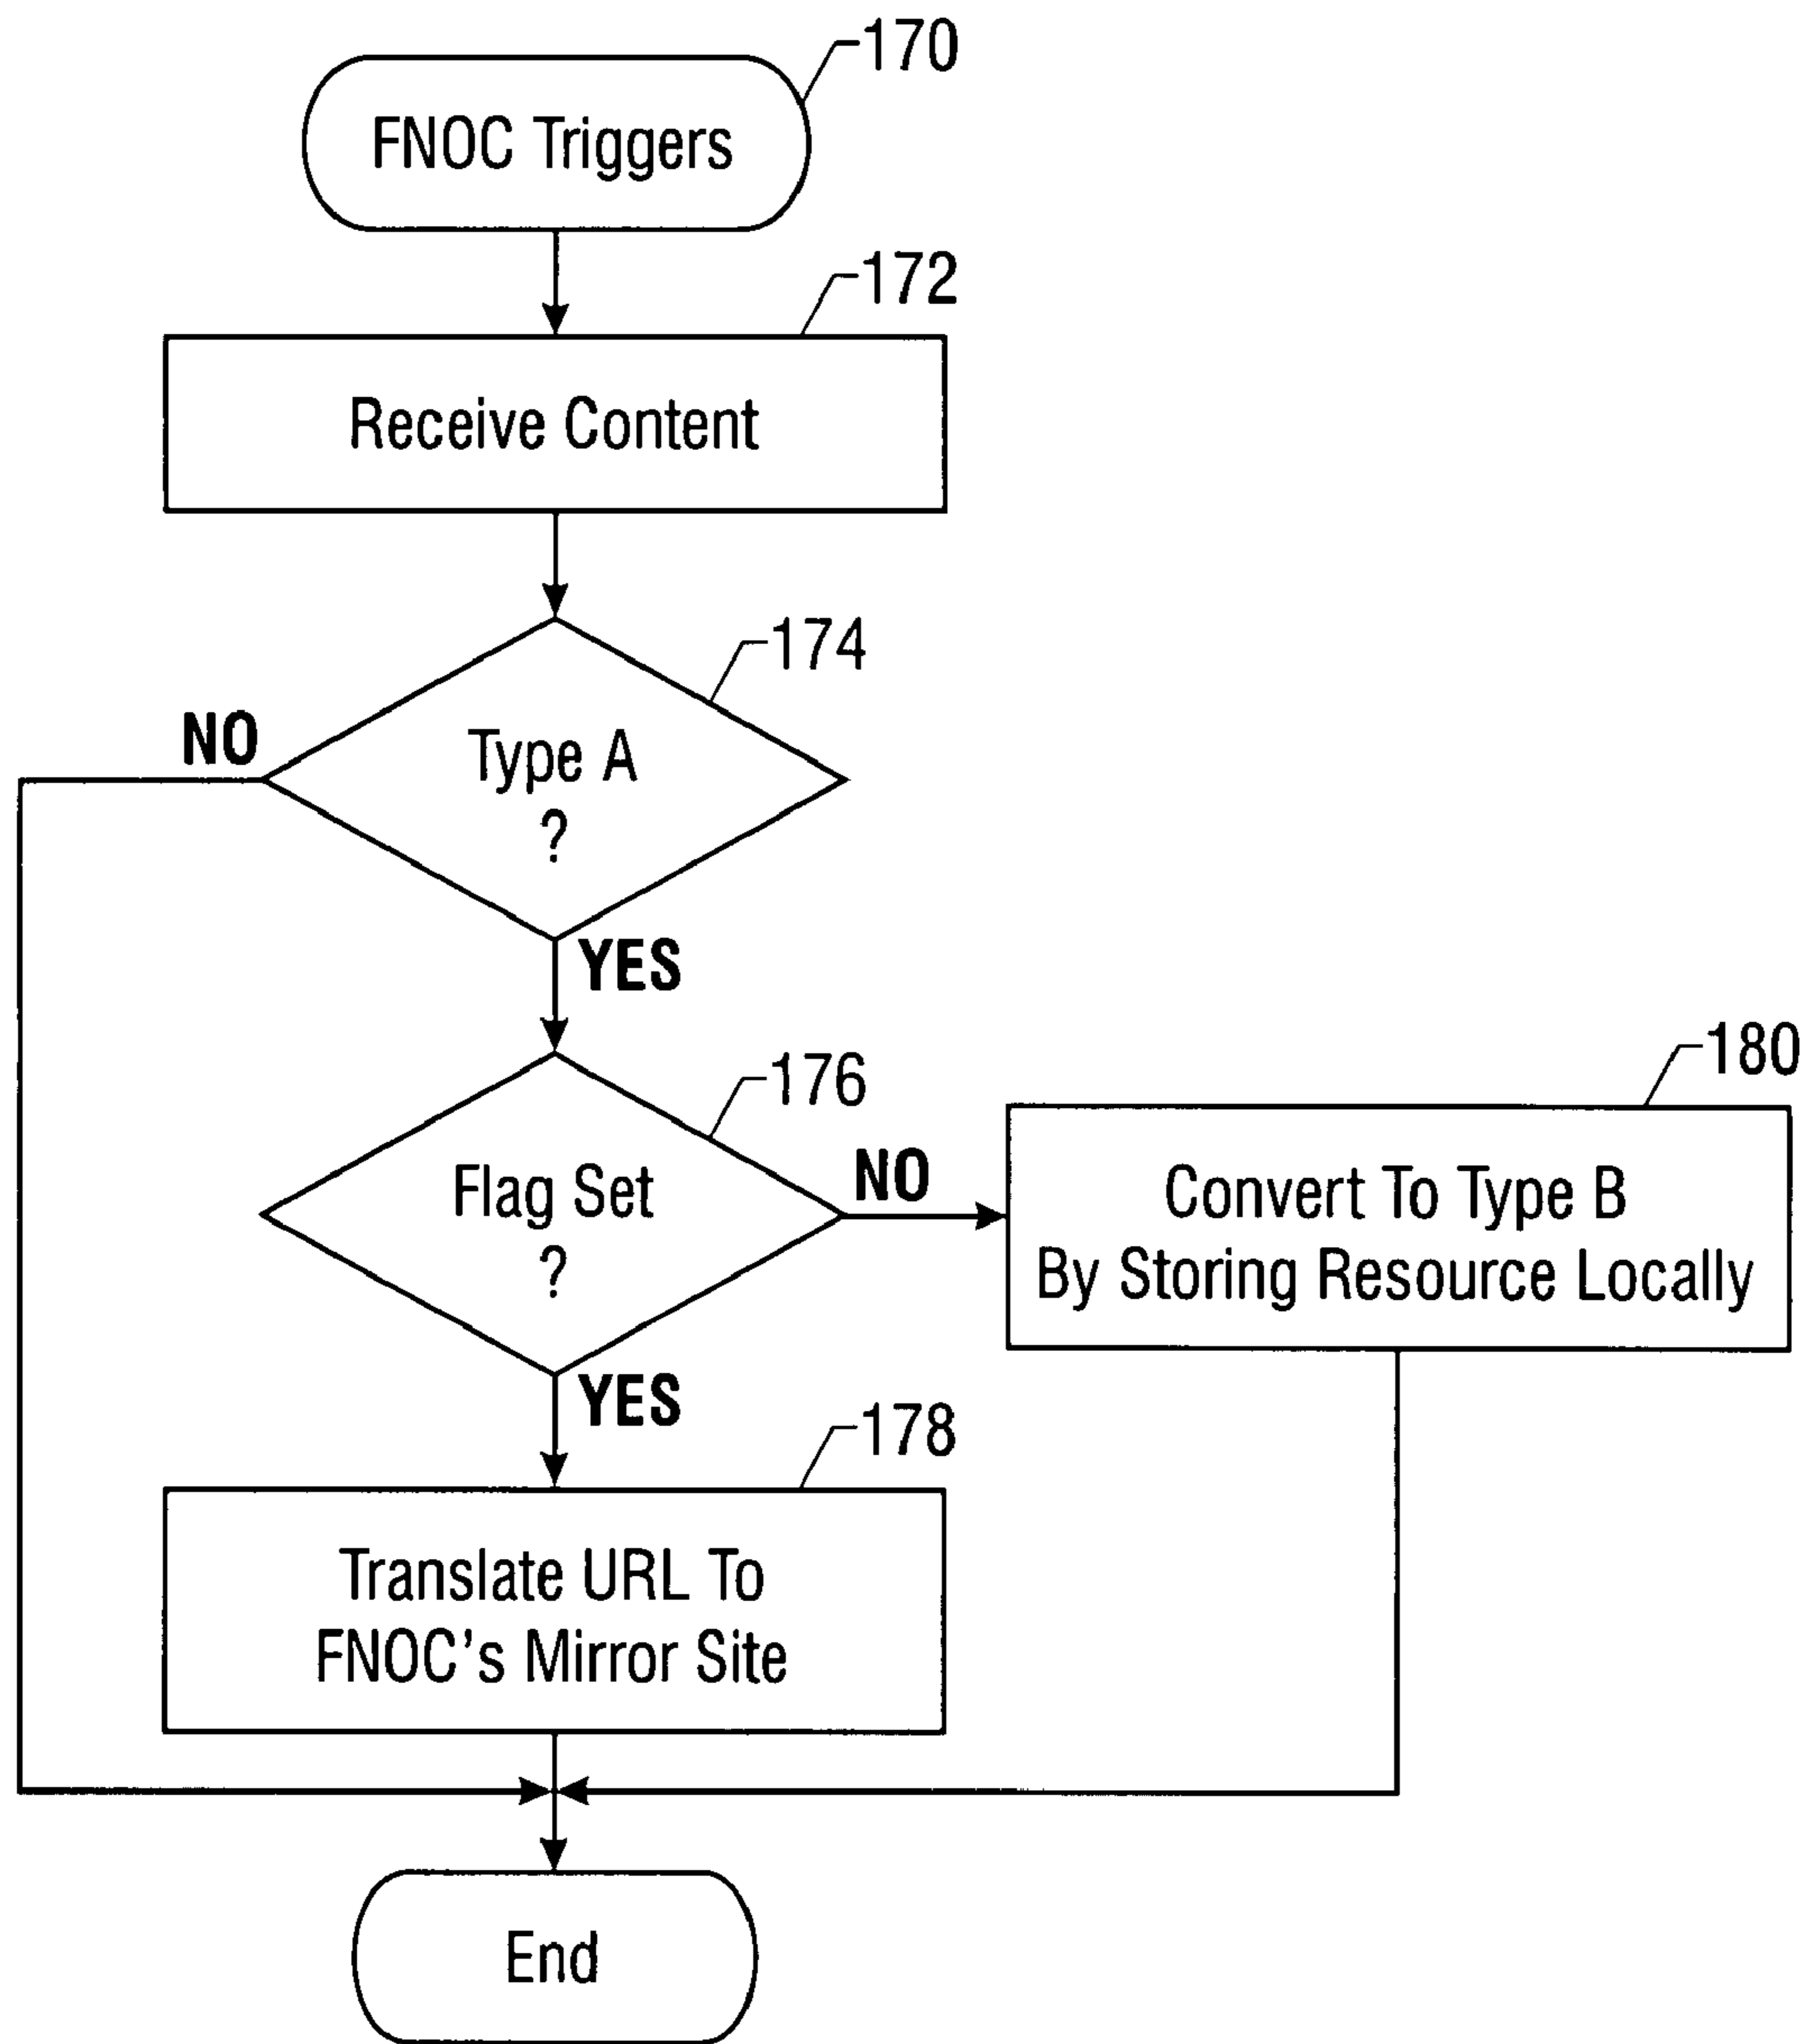 170
FNOC Triggers
172
Receive Content
174
NO
Type A
?
YES
176
Flag Set
?
NO
180
Convert To Type B
By Storing Resource Locally
YES
178
Translate URL To
FNOC's Mirror Site
End